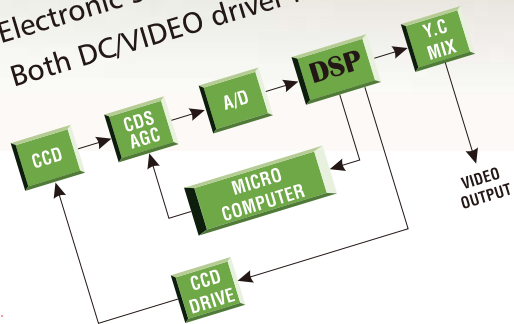 Electronic
Both DC/VIDEO driver
Y.C
MIX
DSP
A/D
CDS
AGC
CCD
MICRO
COMPUTER
VIDEO
OUTPUT
CCD
DRIVE